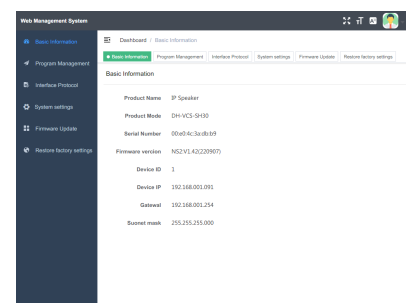 Web Management System
Basic Information
Program Management
Interface Protocol
System settings
Firmware Update
Restore factory settings
Dashboard / Basic Information
Basic Information Program Management Interface Protocol System settings Firmware Update Restore factory settings
Basic Information
Product Name IP Speaker
Product Mode DH-VCS-SH30
Serial Number 00:e0:4c:3a:db:b9
Firmware version NS2:V1.42(220907)
Device ID 1
Device IP 192.168.001.091
Gatewal 192.168.001.254
Suonet mask 255.255.255.000